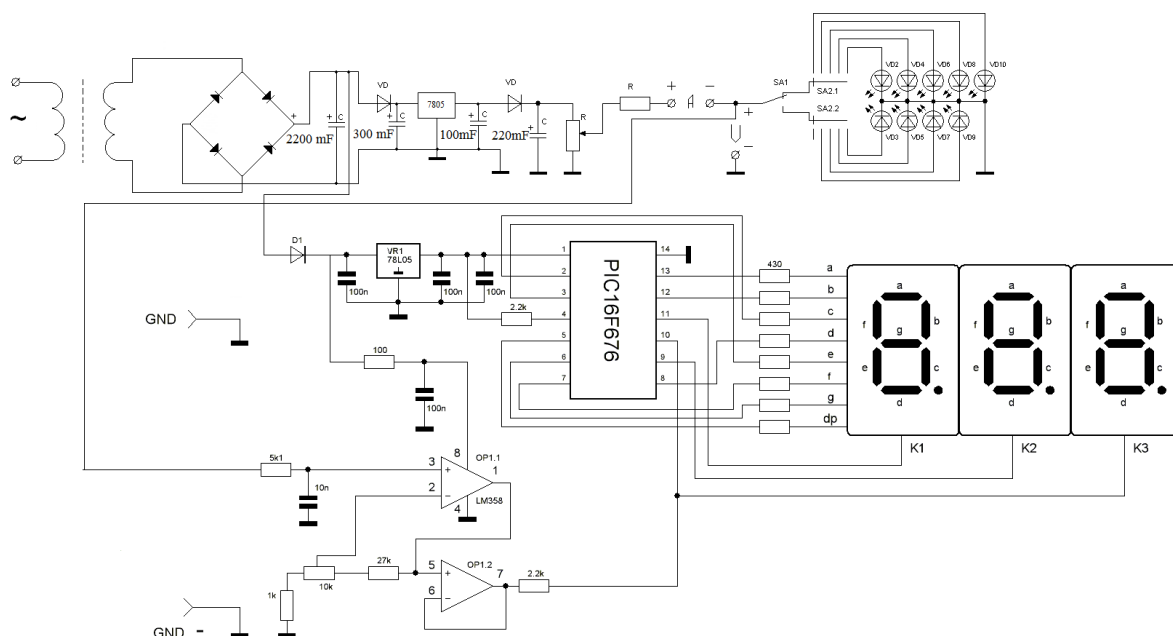 ~
+
2200 mF
+ C
VD
300 mF
+ C
7805
100mF
+ C
VD
220mF
+ C
R
R
+
A
−
+
V
−
SA1
SA2.1
SA2.2
VD2 VD4 VD6 VD8 VD10
VD3 VD5 VD7 VD9
D1
100n
VR1
78L05
100n
100n
2.2k
PIC16F676
1 14
2 13
3 12
4 11
5 10
6 9
7 8
430
a
b
c
d
e
f
g
dp
a
f b
g
e c
d
a
f b
g
e c
d
a
f b
g
e c
d
K1 K2 K3
GND
100
100n
5k1
10n
8
OP1.1
3 + 1
2 −
LM358
4
27k
10k
1k
OP1.2
5 + 7
6 −
2.2k
GND -